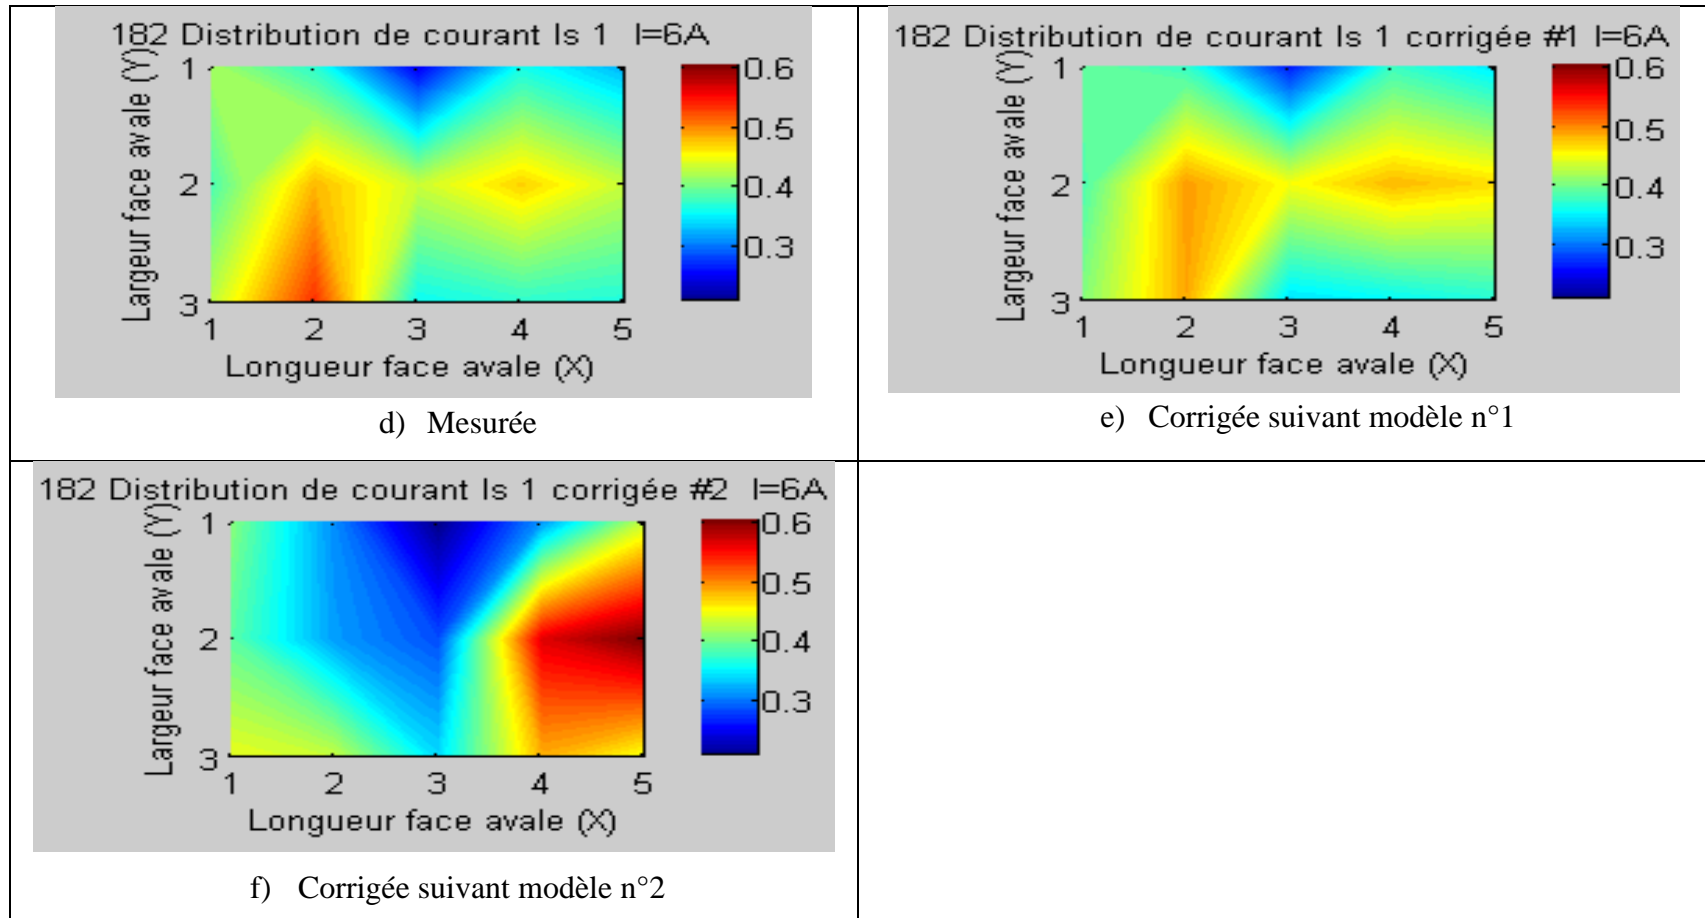 182 Distribution de courant Is 1 I=6A
Largeur face avale (Y)
1
2
3
1 2 3 4 5
Longueur face avale (X)
0.6
0.5
0.4
0.3
d) Mesurée
182 Distribution de courant Is 1 corrigée #1 I=6A
Largeur face avale (Y)
1
2
3
1 2 3 4 5
Longueur face avale (X)
0.6
0.5
0.4
0.3
e) Corrigée suivant modèle n°1
182 Distribution de courant Is 1 corrigée #2 I=6A
Largeur face avale (Y)
1
2
3
1 2 3 4 5
Longueur face avale (X)
0.6
0.5
0.4
0.3
f) Corrigée suivant modèle n°2